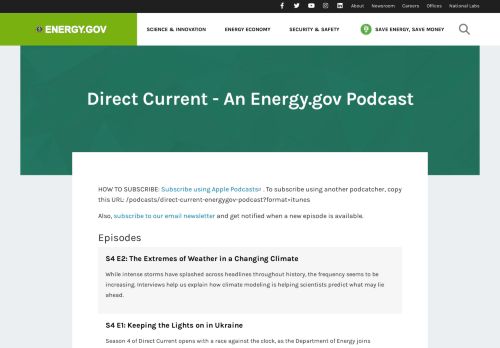 About Newsroom Careers Offices National Labs
ENERGY.GOV
SCIENCE & INNOVATION ENERGY ECONOMY SECURITY & SAFETY SAVE ENERGY, SAVE MONEY
Direct Current - An Energy.gov Podcast
HOW TO SUBSCRIBE: Subscribe using Apple Podcasts . To subscribe using another podcatcher, copy
this URL: /podcasts/direct-current-energygov-podcast?format=itunes
Also, subscribe to our email newsletter and get notified when a new episode is available.
Episodes
S4 E2: The Extremes of Weather in a Changing Climate
While intense storms have splashed across headlines throughout history, the frequency seems to be
increasing. Interviews help us explain how climate modeling is helping scientists predict what may lie
ahead.
S4 E1: Keeping the Lights on in Ukraine
Season 4 of Direct Current opens with a race against the clock, as the Department of Energy joins